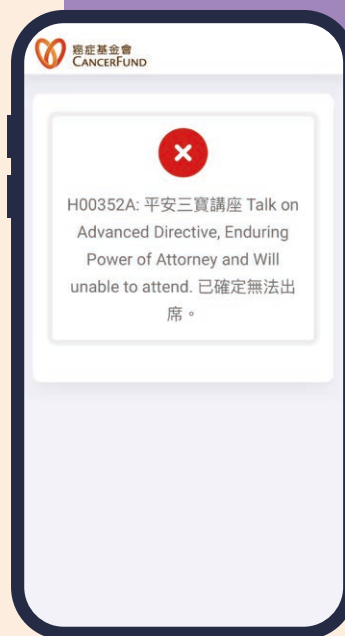 癌症基金會
CANCERFUND
H00352A: 平安三寶講座 Talk on
Advanced Directive, Enduring
Power of Attorney and Will
unable to attend. 已確定無法出
席。